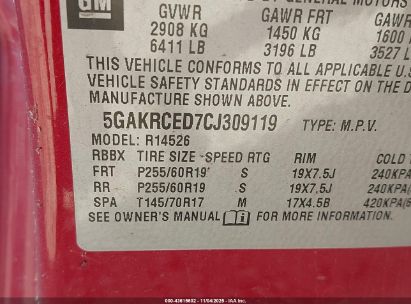 GM
GVWR GAWR FRT GAWR
2908 KG 1450 KG 1600
6411 LB 3196 LB 3527
THIS VEHICLE CONFORMS TO ALL APPLICABLE
VEHICLE SAFETY STANDARDS IN EFFECT ON THE D
SHOWN ABOVE.
5GAKRCED7CJ309119 TYPE: M.P.V.
MODEL: R14526
RBBX TIRE SIZE SPEED RTG RIM COLD
FRT P255/60R19 S 19X7.5J 240KPA
RR P255/60R19 S 19X7.5J 240KPA
SPA T145/70R17 M 17X4.5B 420KPA
SEE OWNER'S MANUAL FOR MORE INFORMATION.